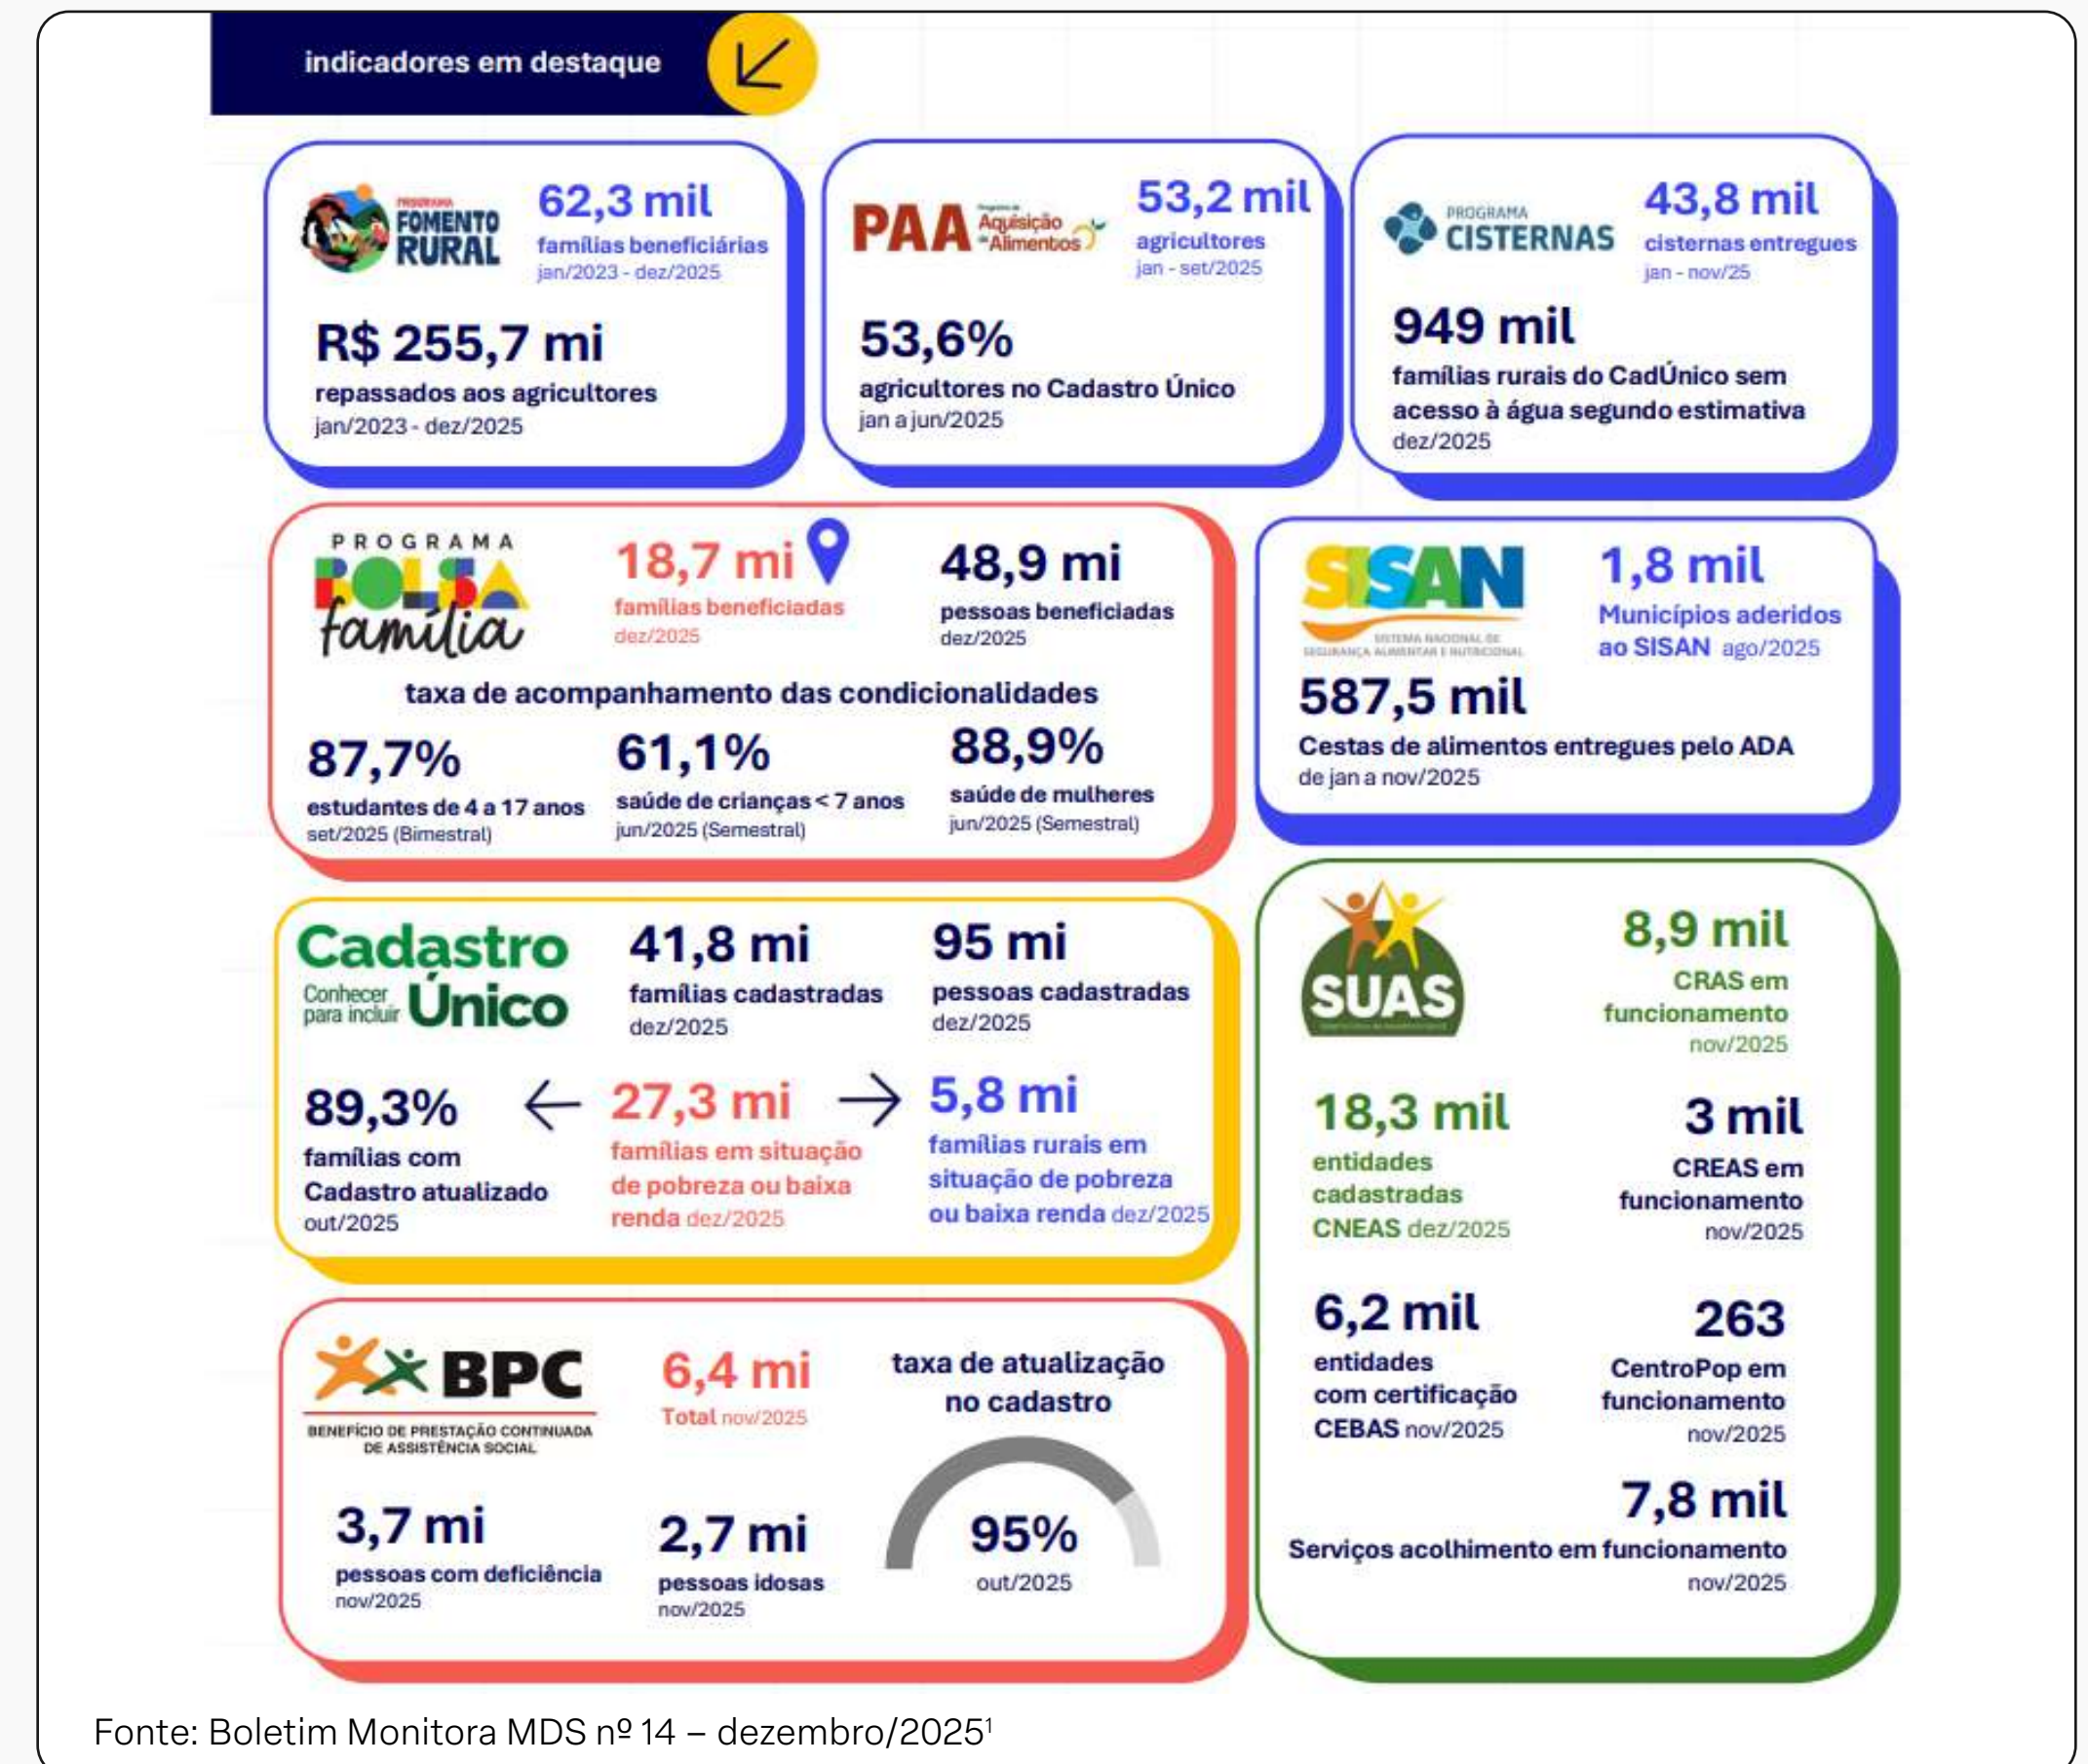 indicadores em destaque
PROGRAMA
FOMENTO
RURAL
62,3 mil
famílias beneficiárias
jan/2023 - dez/2025
R$ 255,7 mi
repassados aos agricultores
jan/2023 - dez/2025
PAA
Programa de
Aquisição
de Alimentos
53,2 mil
agricultores
jan - set/2025
53,6%
agricultores no Cadastro Único
jan a jun/2025
PROGRAMA
CISTERNAS
43,8 mil
cisternas entregues
jan - nov/25
949 mil
famílias rurais do CadÚnico sem
acesso à água segundo estimativa
dez/2025
PROGRAMA
BOLSA
família
18,7 mi
famílias beneficiadas
dez/2025
48,9 mi
pessoas beneficiadas
dez/2025
taxa de acompanhamento das condicionalidades
87,7%
estudantes de 4 a 17 anos
set/2025 (Bimestral)
61,1%
saúde de crianças < 7 anos
jun/2025 (Semestral)
88,9%
saúde de mulheres
jun/2025 (Semestral)
SISAN
SISTEMA NACIONAL DE
SEGURANÇA ALIMENTAR E NUTRICIONAL
1,8 mil
Municípios aderidos
ao SISAN ago/2025
587,5 mil
Cestas de alimentos entregues pelo ADA
de jan a nov/2025
Cadastro
Conhecer
para incluir
Único
41,8 mi
famílias cadastradas
dez/2025
95 mi
pessoas cadastradas
dez/2025
89,3%
famílias com
Cadastro atualizado
out/2025
27,3 mi
famílias em situação
de pobreza ou baixa
renda dez/2025
5,8 mi
famílias rurais em
situação de pobreza
ou baixa renda dez/2025
SUAS
8,9 mil
CRAS em
funcionamento
nov/2025
18,3 mil
entidades
cadastradas
CNEAS dez/2025
3 mil
CREAS em
funcionamento
nov/2025
6,2 mil
entidades
com certificação
CEBAS nov/2025
263
CentroPop em
funcionamento
nov/2025
7,8 mil
Serviços acolhimento em funcionamento
nov/2025
BPC
BENEFÍCIO DE PRESTAÇÃO CONTINUADA
DE ASSISTÊNCIA SOCIAL
6,4 mi
Total nov/2025
taxa de atualização
no cadastro
95%
out/2025
3,7 mi
pessoas com deficiência
nov/2025
2,7 mi
pessoas idosas
nov/2025
Fonte: Boletim Monitora MDS nº 14 – dezembro/2025¹